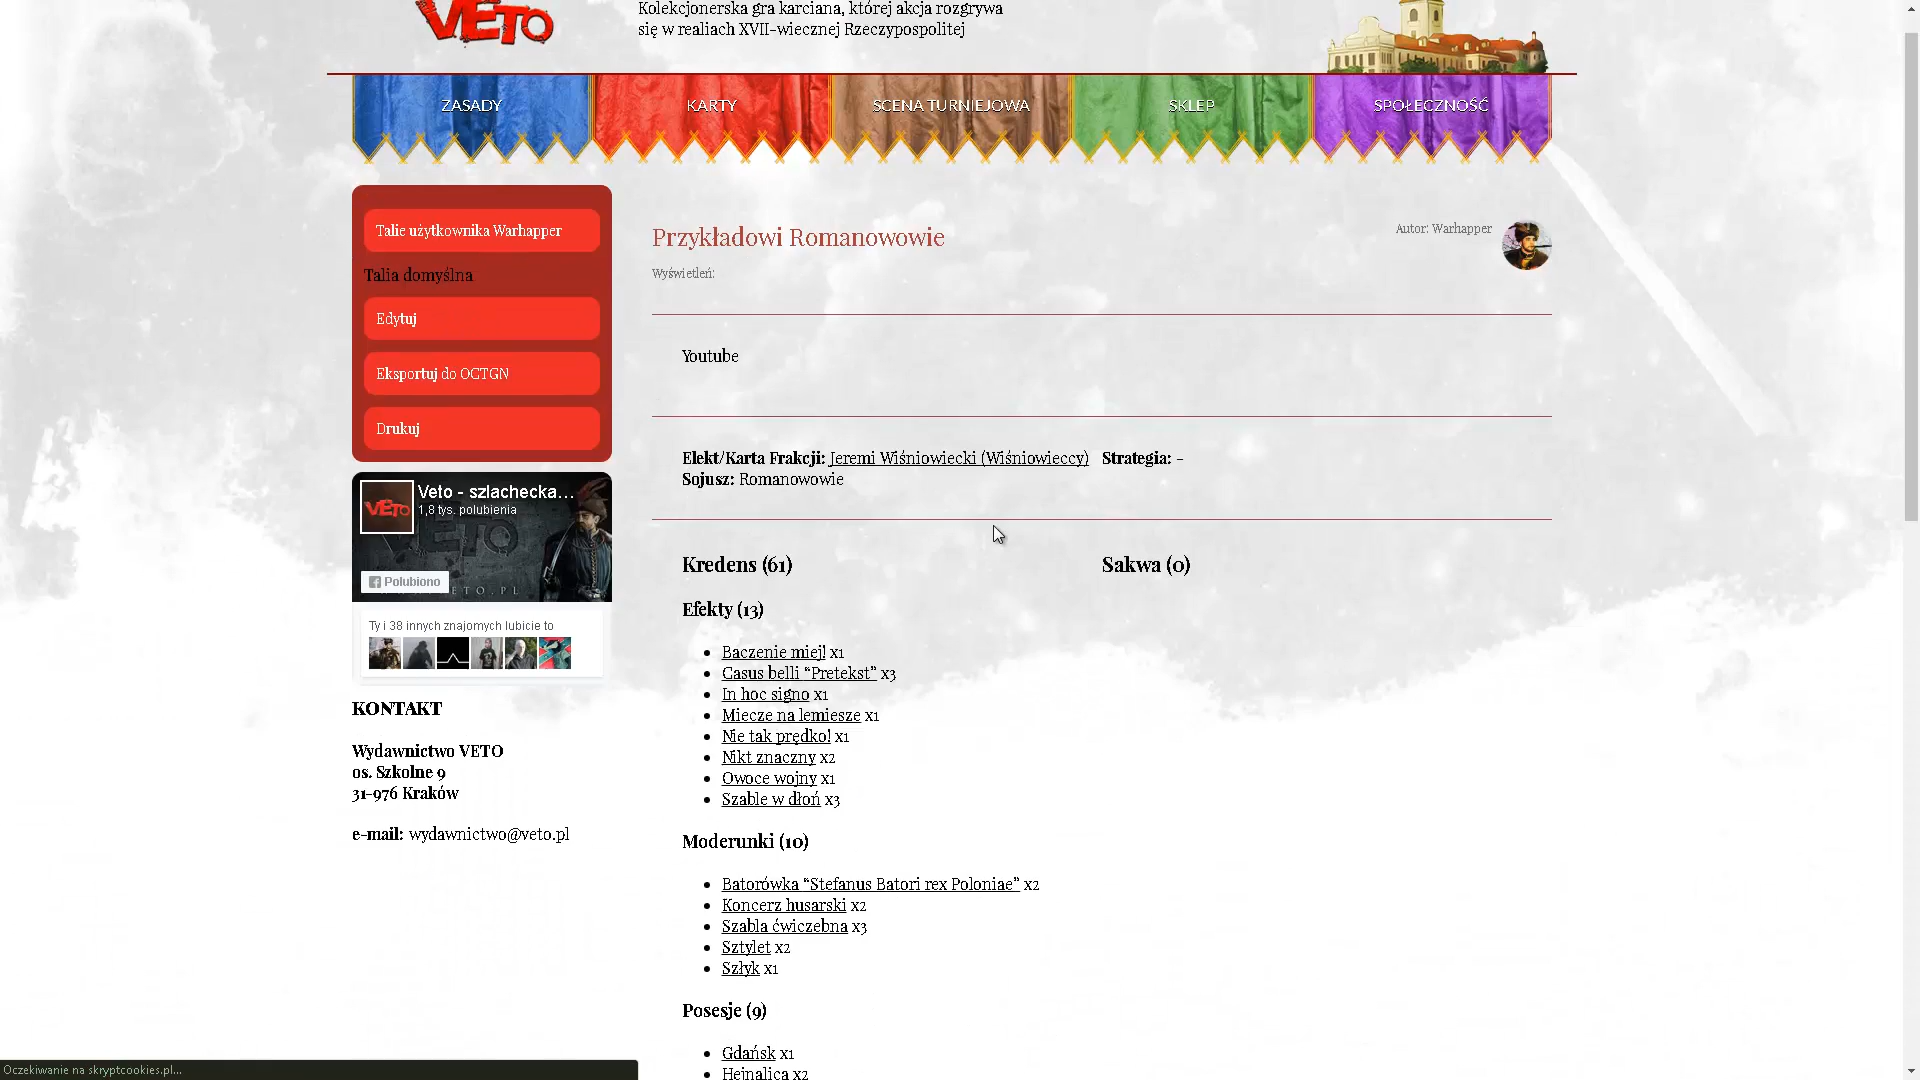 VETO
Kolekcjonerska gra karciana, której akcja rozgrywa
się w realiach XVII-wiecznej Rzeczypospolitej
ZASADY
KARTY
SCENA TURNIEJOWA
SKLEP
SPOŁECZNOŚĆ
Talie użytkownika Warhapper
Talia domyślna
Edytuj
Eksportuj do OCTGN
Drukuj
VETO
Veto - szlachecka...
1,8 tys. polubienia
Polubiono
VETO.PL
Ty i 38 innych znajomych lubicie to
KONTAKT
Wydawnictwo VETO
os. Szkolne 9
31-976 Kraków
e-mail: wydawnictwo@veto.pl
Przykładowi Romanowowie
Autor: Warhapper
Wyświetleń:
Youtube
Elekt/Karta Frakcji: Jeremi Wiśniowiecki (Wiśniowieccy) Strategia: -
Sojusz: Romanowowie
Kredens (61)
Sakwa (0)
Efekty (13)
Baczenie miej! x1
Casus belli “Pretekst” x3
In hoc signo x1
Miecze na lemiesze x1
Nie tak prędko! x1
Nikt znaczny x2
Owoce wojny x1
Szable w dłoń x3
Moderunki (10)
Batorówka “Stefanus Batori rex Poloniae” x2
Koncerz husarski x2
Szabla ćwiczebna x3
Sztylet x2
Szłyk x1
Posesje (9)
Gdańsk x1
Hejnalica x2
Oczekiwanie na skryptcookies.pl...